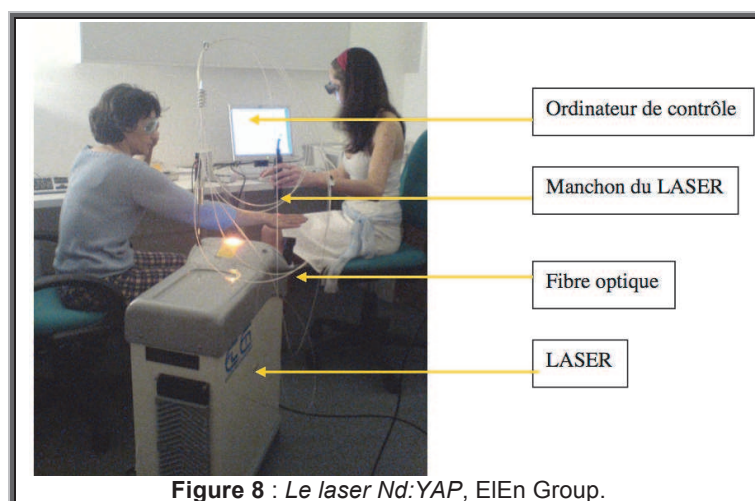 Ordinateur de contrôle
Manchon du LASER
Fibre optique
LASER
Figure 8 : Le laser Nd:YAP, ElEn Group.